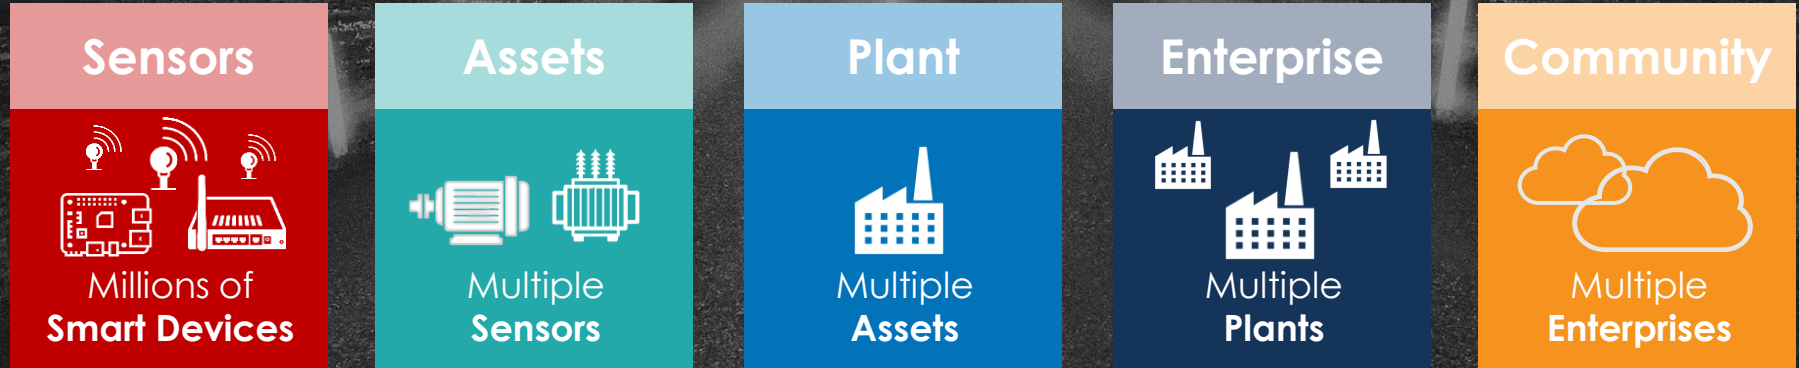 Sensors
Millions of
Smart Devices
Assets
Multiple
Sensors
Plant
Multiple
Assets
Enterprise
Multiple
Plants
Community
Multiple
Enterprises